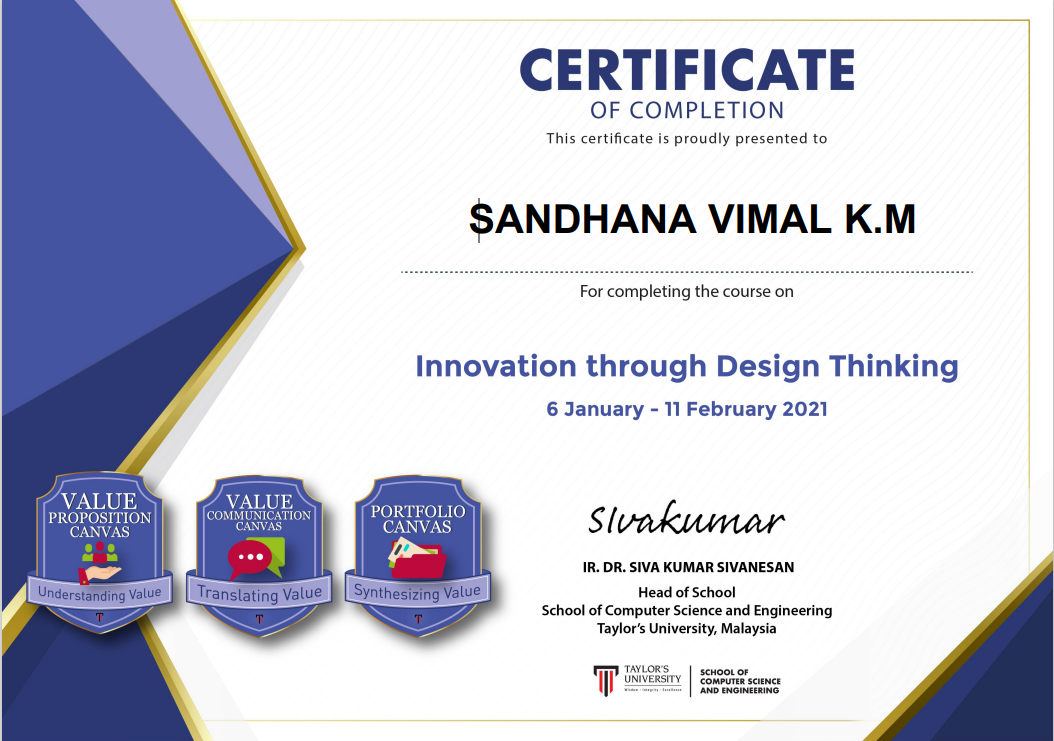 CERTIFICATE
OF COMPLETION
This certificate is proudly presented to
SANDHANA VIMAL K.M
For completing the course on
Innovation through Design Thinking
6 January - 11 February 2021
VALUE
PROPOSITION
CANVAS
Understanding Value
VALUE
COMMUNICATION
CANVAS
Translating Value
PORTFOLIO
CANVAS
Synthesizing Value
SIvakumar
IR. DR. SIVA KUMAR SIVANESAN
Head of School
School of Computer Science and Engineering
Taylor's University, Malaysia
TAYLOR'S
UNIVERSITY
Wisdom · Integrity · Excellence
SCHOOL OF
COMPUTER SCIENCE
AND ENGINEERING